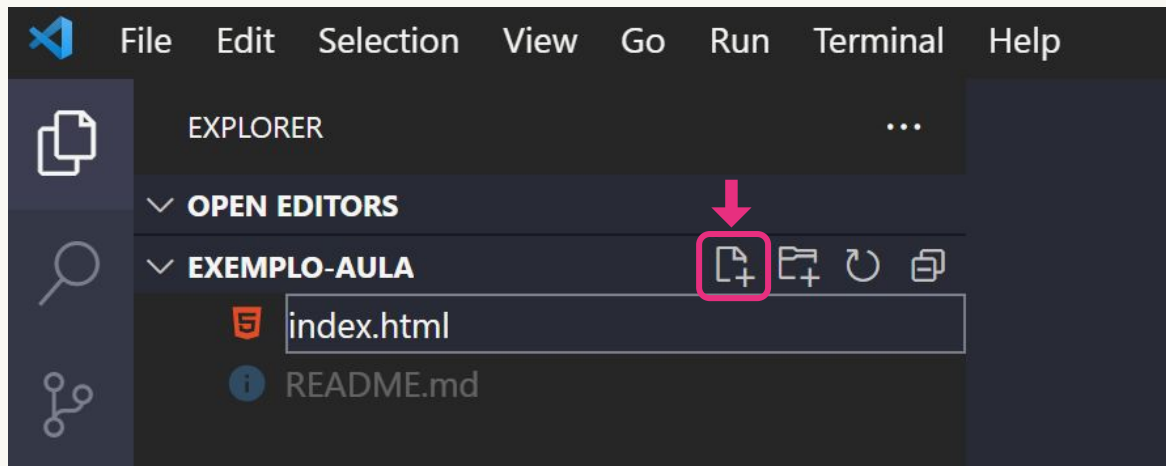 File Edit Selection View Go Run Terminal Help
EXPLORER
OPEN EDITORS
EXEMPLO-AULA
index.html
README.md